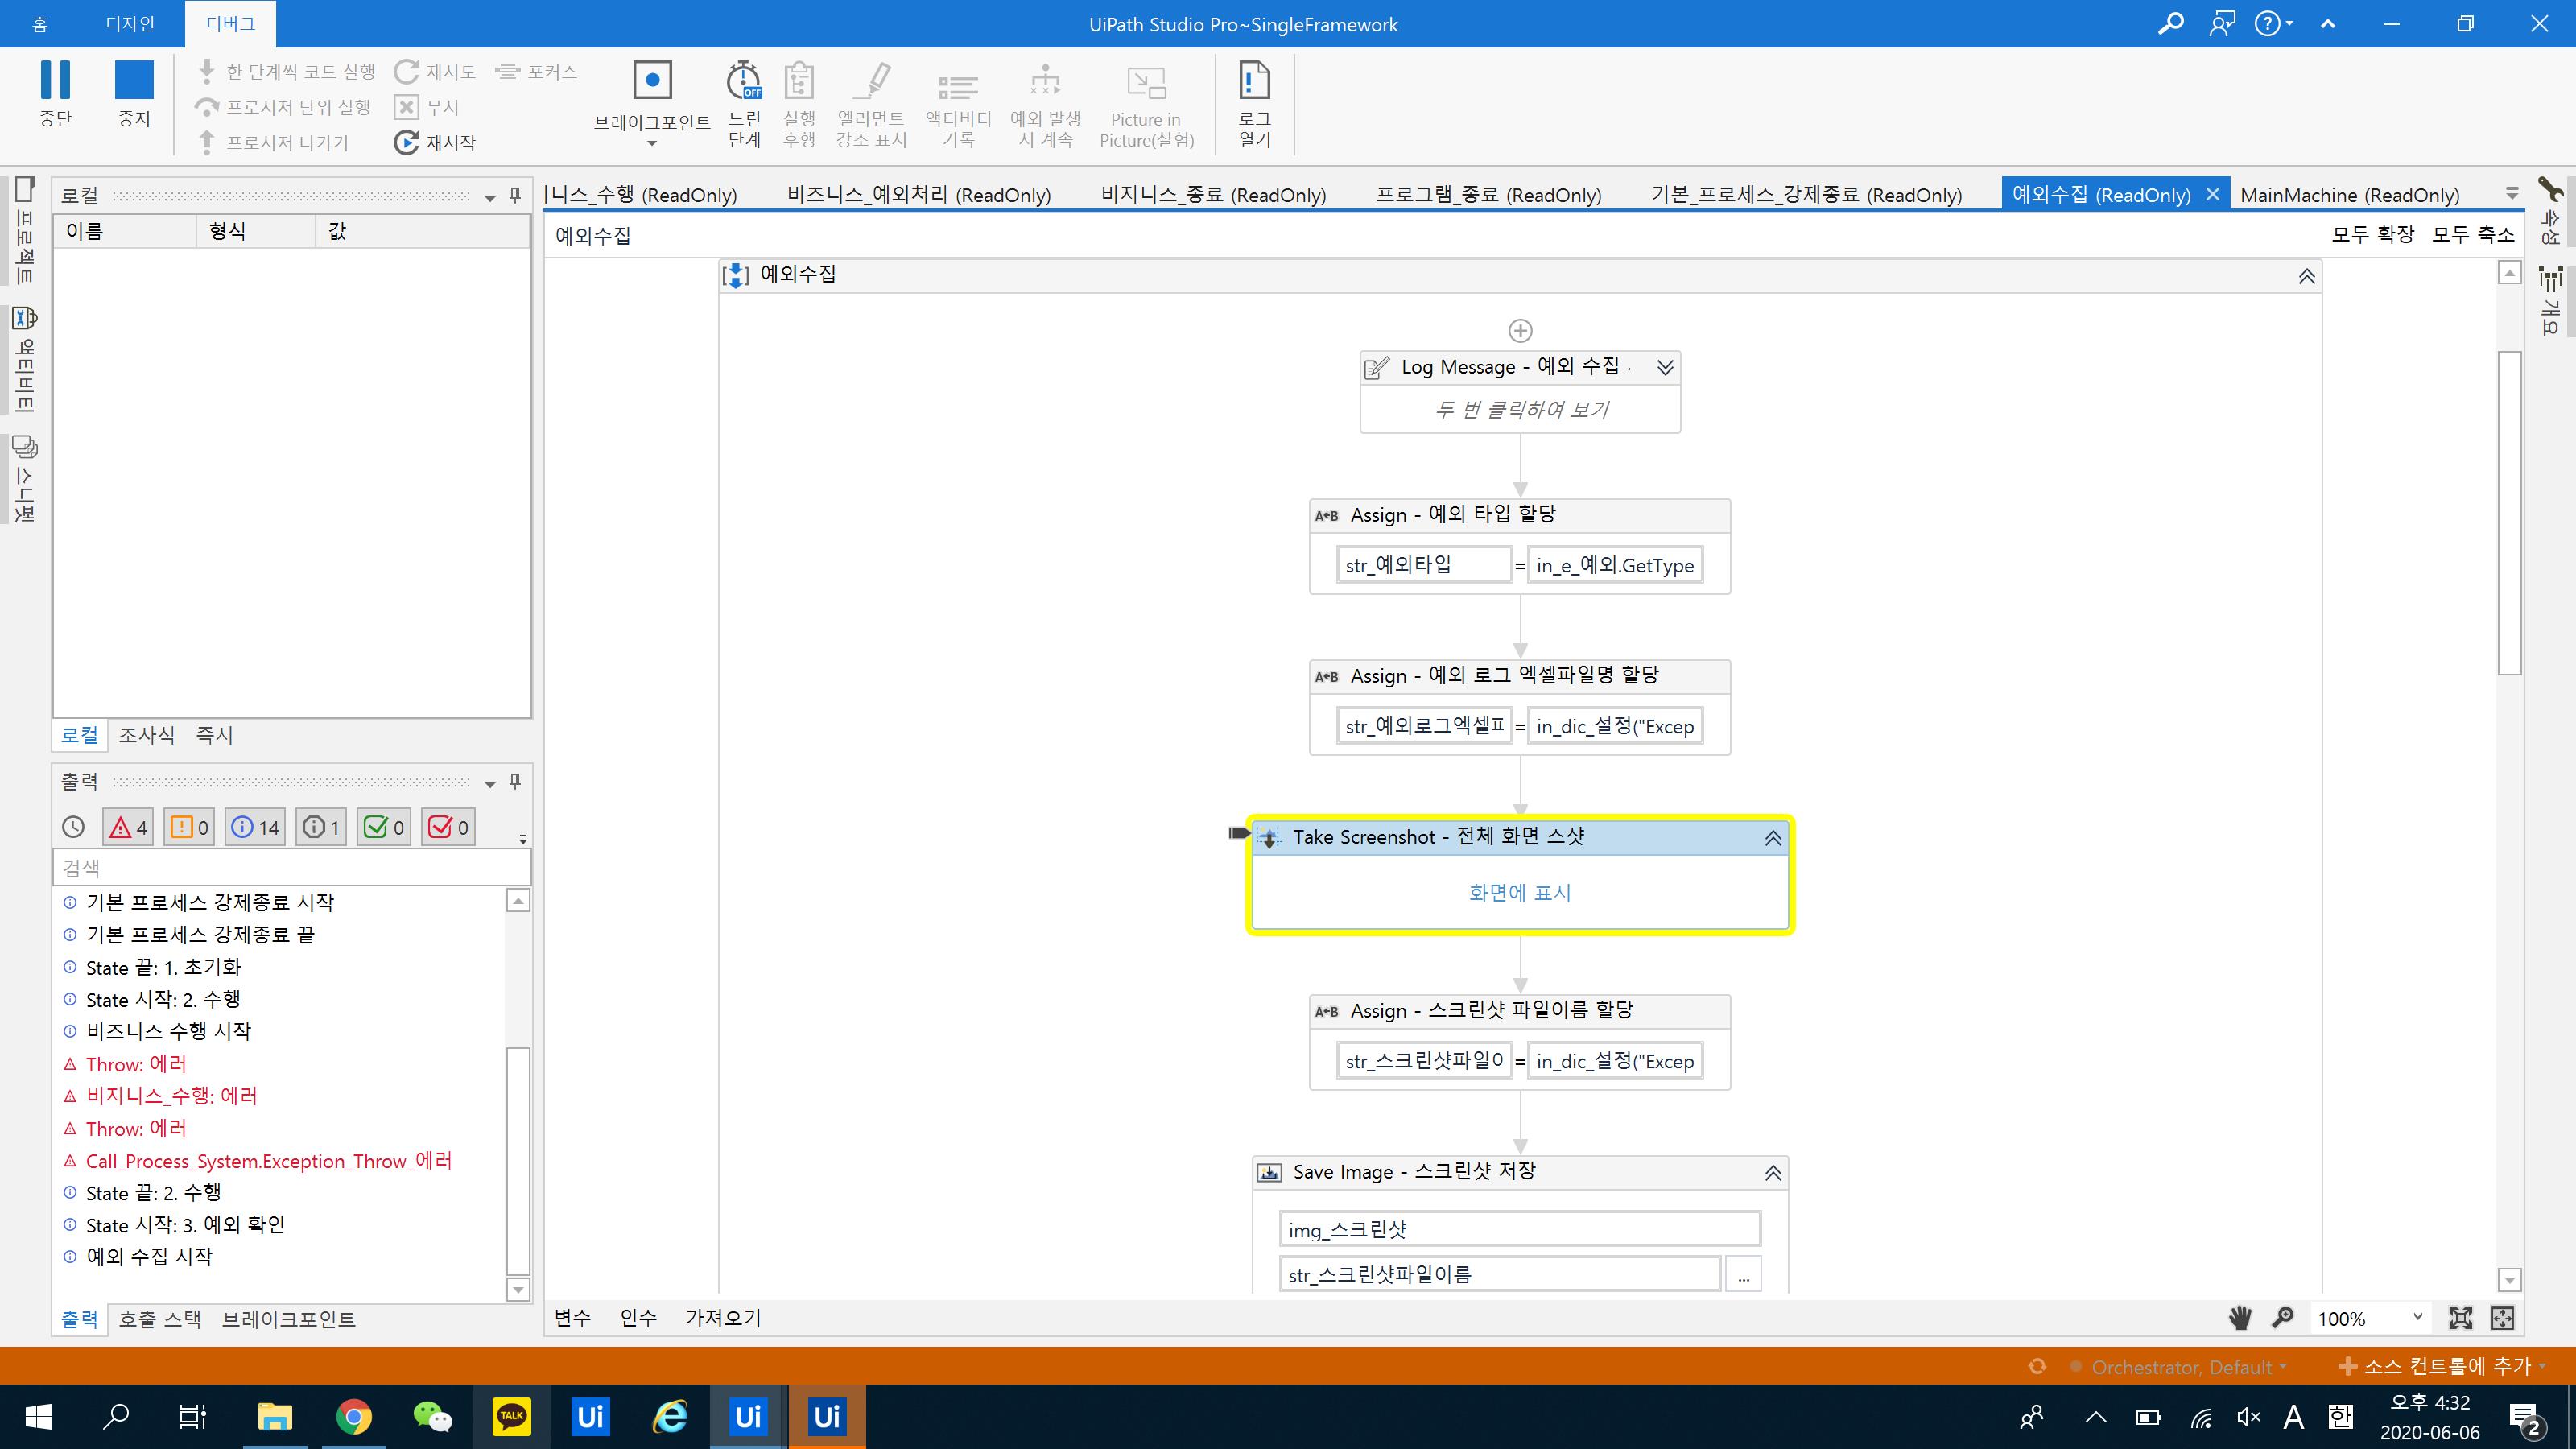 홈
디자인
디버그
UiPath Studio Pro~SingleFramework
중단
중지
한 단계씩 코드 실행
프로시저 단위 실행
프로시저 나가기
재시도
무시
재시작
포커스
브레이크포인트
느린
단계
OFF
실행
후행
엘리먼트
강조 표시
액티비티
기록
예외 발생
시 계속
Picture in
Picture(실험)
로그
열기
프로젝트
액티비티
스니펫
로컬
이름 형식 값
로컬 조사식 즉시
출력
4 0 14 1 0 0
검색
기본 프로세스 강제종료 시작
기본 프로세스 강제종료 끝
State 끝: 1. 초기화
State 시작: 2. 수행
비즈니스 수행 시작
Throw: 에러
비지니스_수행: 에러
Throw: 에러
Call_Process_System.Exception_Throw_에러
State 끝: 2. 수행
State 시작: 3. 예외 확인
예외 수집 시작
출력 호출 스택 브레이크포인트
니스_수행 (ReadOnly) 비즈니스_예외처리 (ReadOnly) 비지니스_종료 (ReadOnly) 프로그램_종료 (ReadOnly) 기본_프로세스_강제종료 (ReadOnly) 예외수집 (ReadOnly) MainMachine (ReadOnly)
예외수집
모두 확장 모두 축소
예외수집
Log Message - 예외 수집
두 번 클릭하여 보기
A+B Assign - 예외 타입 할당
str_예외타입 = in_e_예외.GetType
A+B Assign - 예외 로그 엑셀파일명 할당
str_예외로그엑셀파 = in_dic_설정("Excep
Take Screenshot - 전체 화면 스샷
화면에 표시
A+B Assign - 스크린샷 파일이름 할당
str_스크린샷파일이 = in_dic_설정("Excep
Save Image - 스크린샷 저장
img_스크린샷
str_스크린샷파일이름
...
변수 인수 가져오기
100%
속성
개요
Orchestrator, Default
소스 컨트롤에 추가
TALK
Ui
Ui
Ui
A
한
오후 4:32
2020-06-06
2